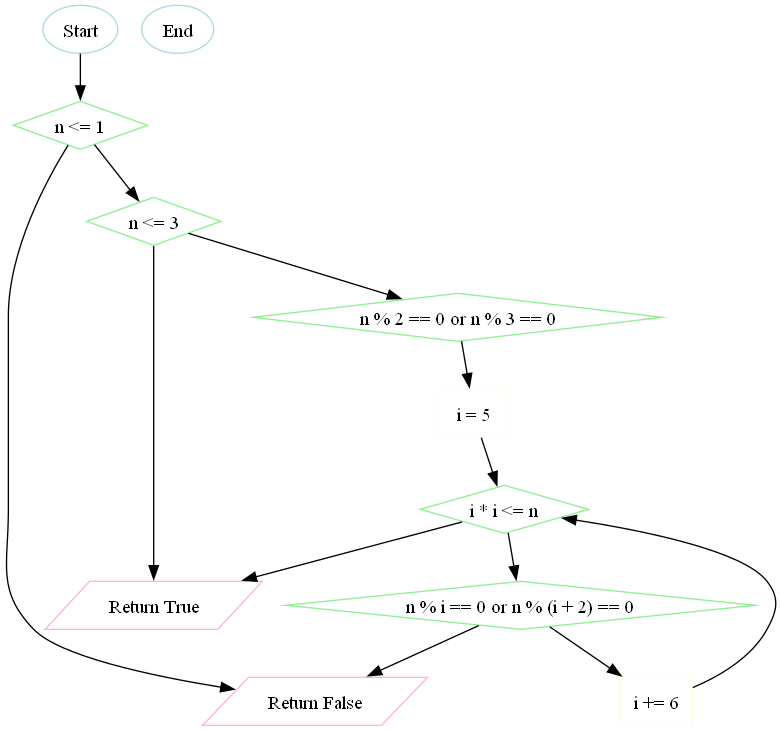 Start
End
n <= 1
n <= 3
n % 2 == 0 or n % 3 == 0
i = 5
i * i <= n
Return True
n % i == 0 or n % (i + 2) == 0
Return False
i += 6